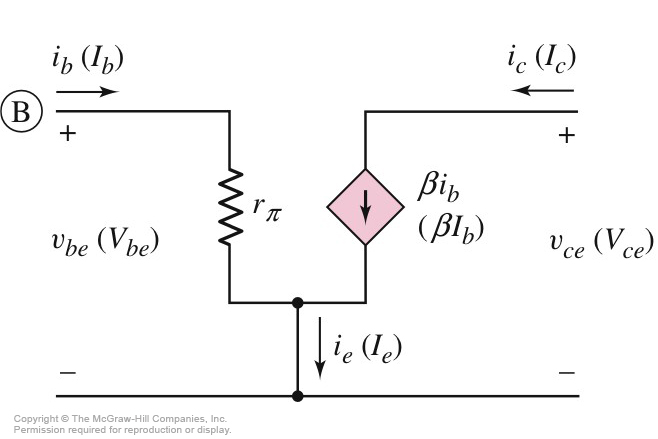 i_b (I_b)
i_c (I_c)
B
+
+
βi_b
r_π
(βI_b)
v_be (V_be)
v_ce (V_ce)
i_e (I_e)
−
−
Copyright © The McGraw-Hill Companies, Inc.
Permission required for reproduction or display.